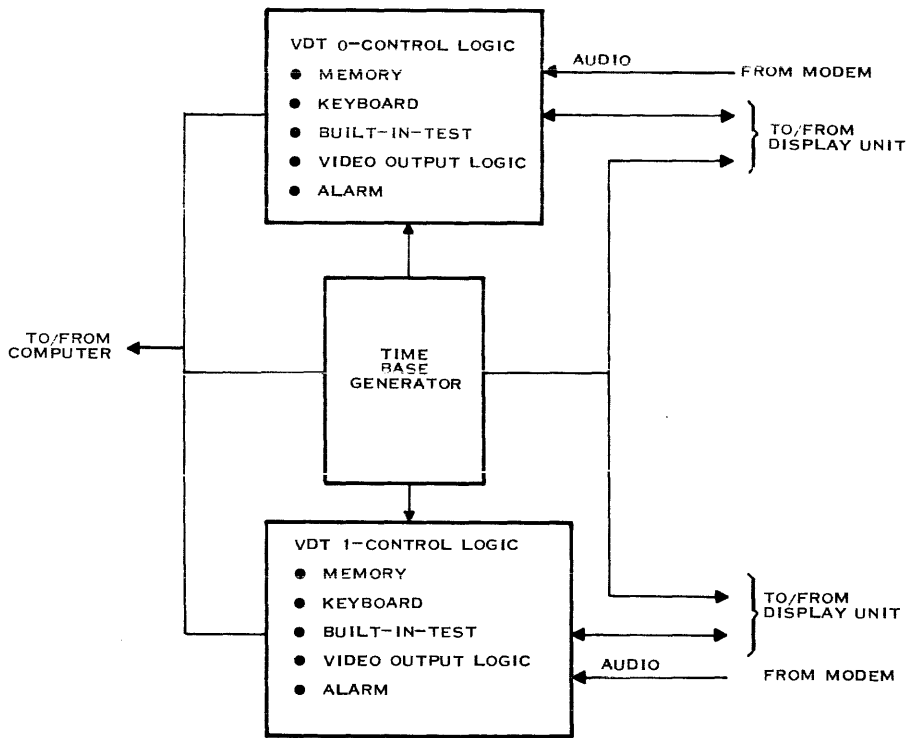 VDT 0-CONTROL LOGIC
● MEMORY
● KEYBOARD
● BUILT-IN-TEST
● VIDEO OUTPUT LOGIC
● ALARM
AUDIO
FROM MODEM
TO/FROM
DISPLAY UNIT
TO/FROM
COMPUTER
TIME
BASE
GENERATOR
VDT 1-CONTROL LOGIC
● MEMORY
● KEYBOARD
● BUILT-IN-TEST
● VIDEO OUTPUT LOGIC
● ALARM
TO/FROM
DISPLAY UNIT
AUDIO
FROM MODEM